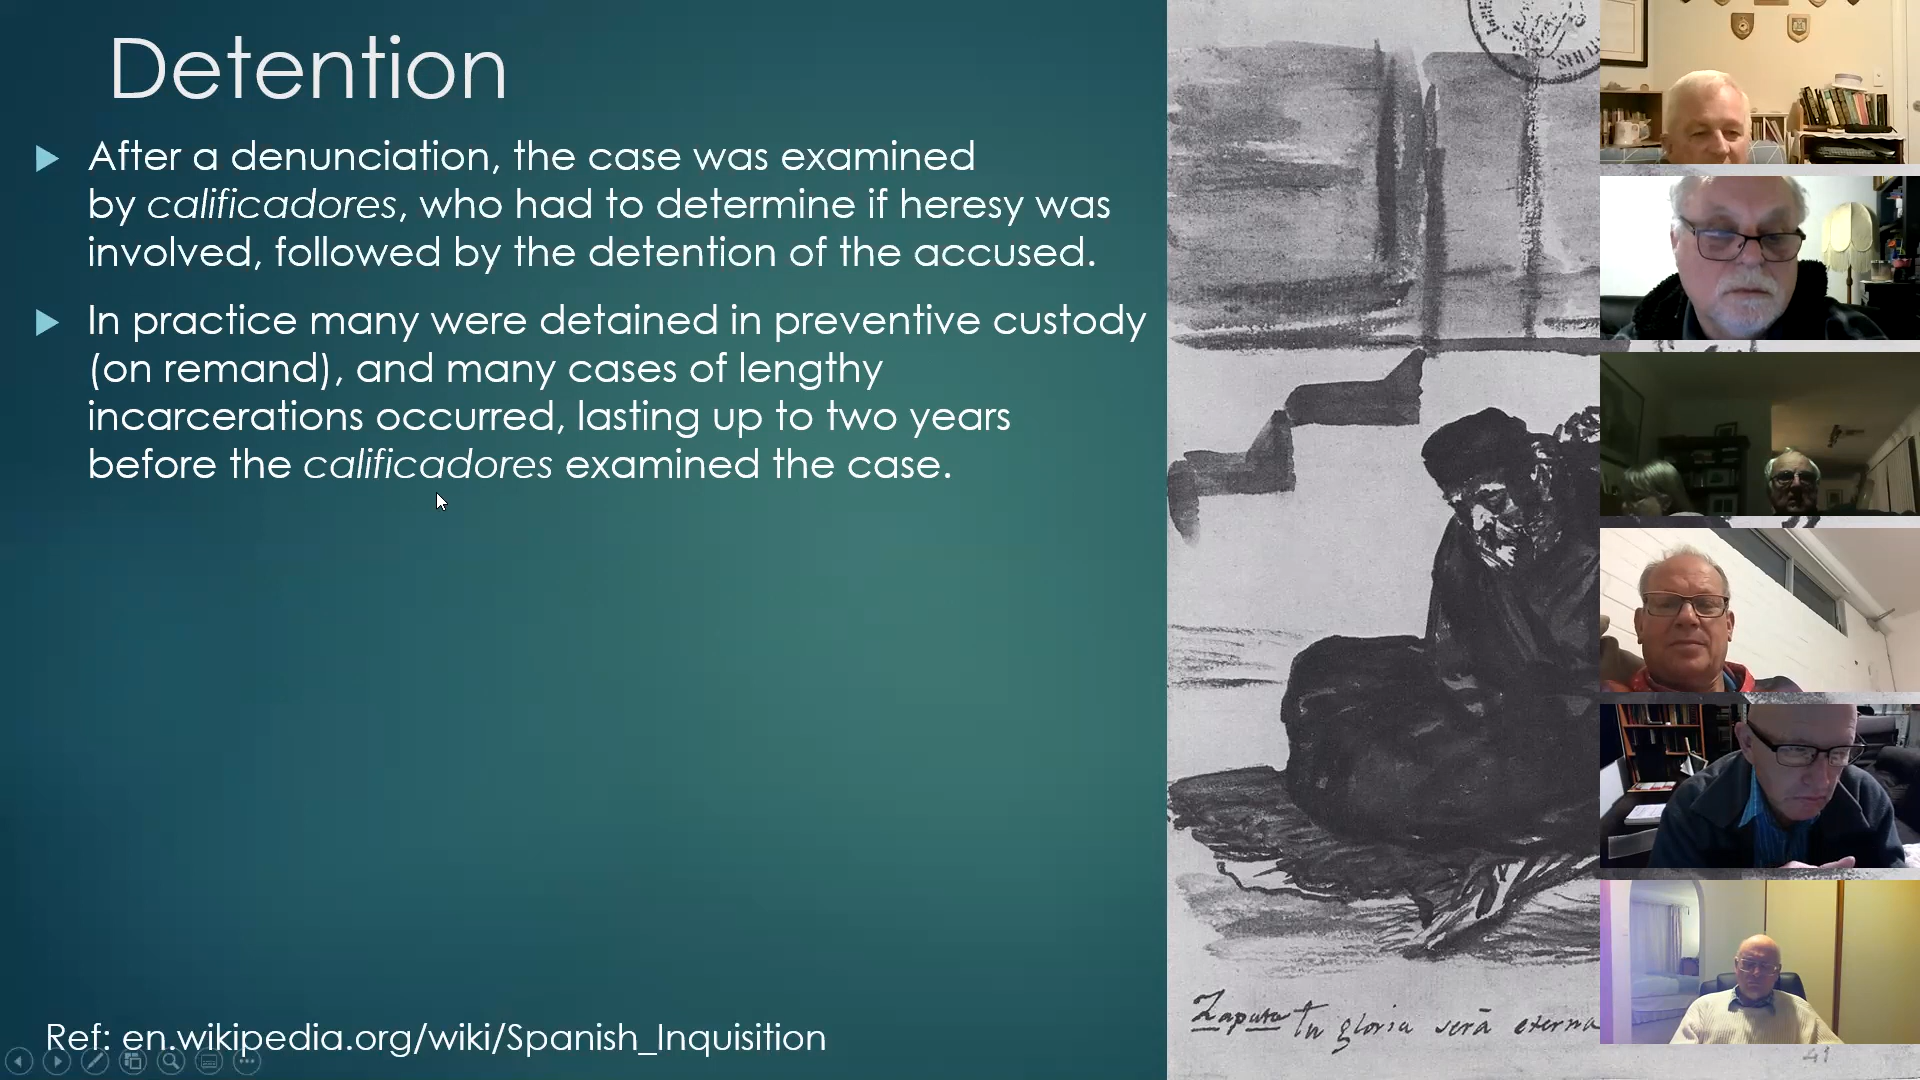 Detention
After a denunciation, the case was examined
by calificadores, who had to determine if heresy was
involved, followed by the detention of the accused.
In practice many were detained in preventive custody
(on remand), and many cases of lengthy
incarcerations occurred, lasting up to two years
before the calificadores examined the case.
Ref: en.wikipedia.org/wiki/Spanish_Inquisition
Zapata tu gloria será eterna
41